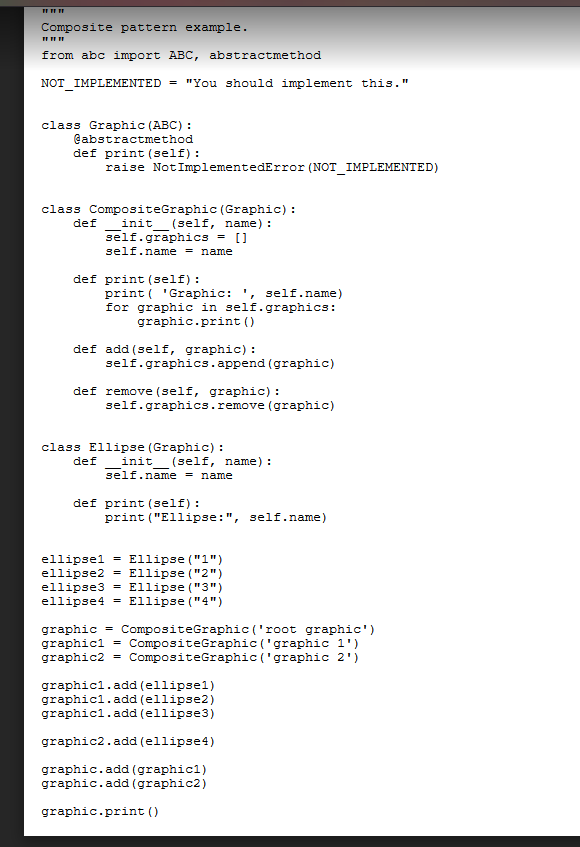 """
Composite pattern example.
"""
from abc import ABC, abstractmethod

NOT_IMPLEMENTED = "You should implement this."


class Graphic(ABC):
    @abstractmethod
    def print(self):
        raise NotImplementedError(NOT_IMPLEMENTED)


class CompositeGraphic(Graphic):
    def __init__(self, name):
        self.graphics = []
        self.name = name

    def print(self):
        print( 'Graphic: ', self.name)
        for graphic in self.graphics:
            graphic.print()

    def add(self, graphic):
        self.graphics.append(graphic)

    def remove(self, graphic):
        self.graphics.remove(graphic)


class Ellipse(Graphic):
    def __init__(self, name):
        self.name = name

    def print(self):
        print("Ellipse:", self.name)


ellipse1 = Ellipse("1")
ellipse2 = Ellipse("2")
ellipse3 = Ellipse("3")
ellipse4 = Ellipse("4")

graphic = CompositeGraphic('root graphic')
graphic1 = CompositeGraphic('graphic 1')
graphic2 = CompositeGraphic('graphic 2')

graphic1.add(ellipse1)
graphic1.add(ellipse2)
graphic1.add(ellipse3)

graphic2.add(ellipse4)

graphic.add(graphic1)
graphic.add(graphic2)

graphic.print()